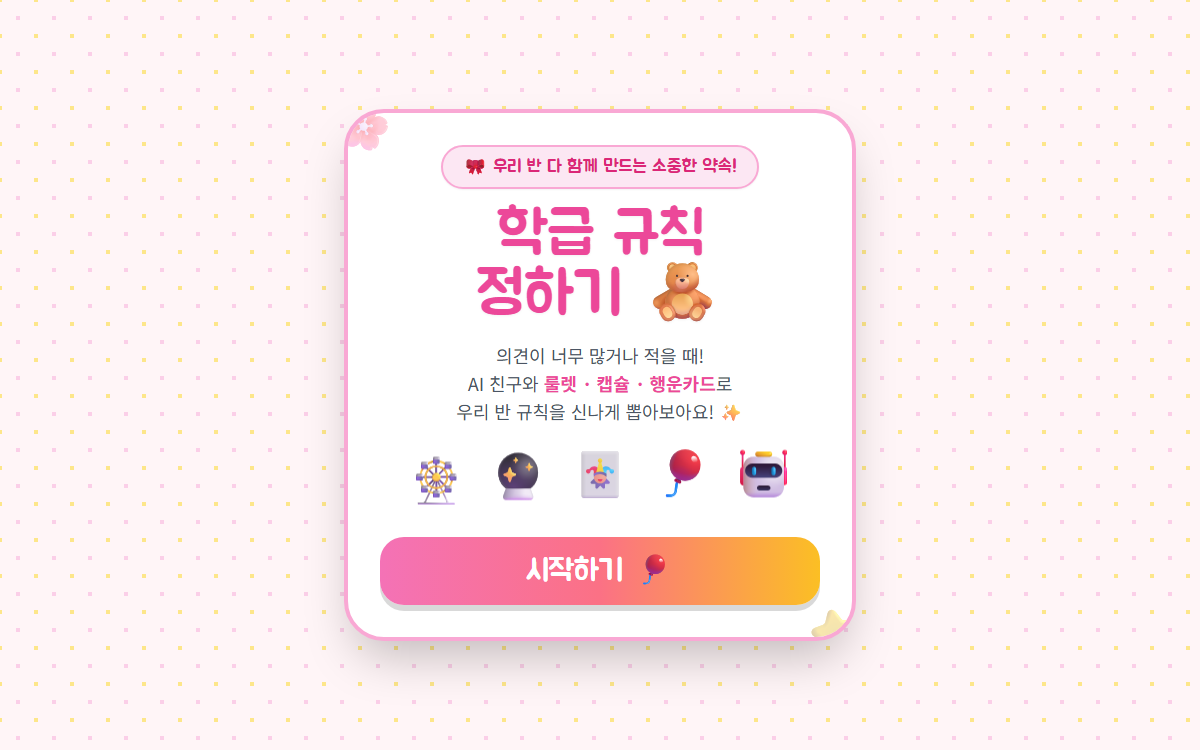 우리 반 다 함께 만드는 소중한 약속!
학급 규칙
정하기
의견이 너무 많거나 적을 때!
AI 친구와 룰렛 · 캡슐 · 행운카드로
우리 반 규칙을 신나게 뽑아보아요!
시작하기